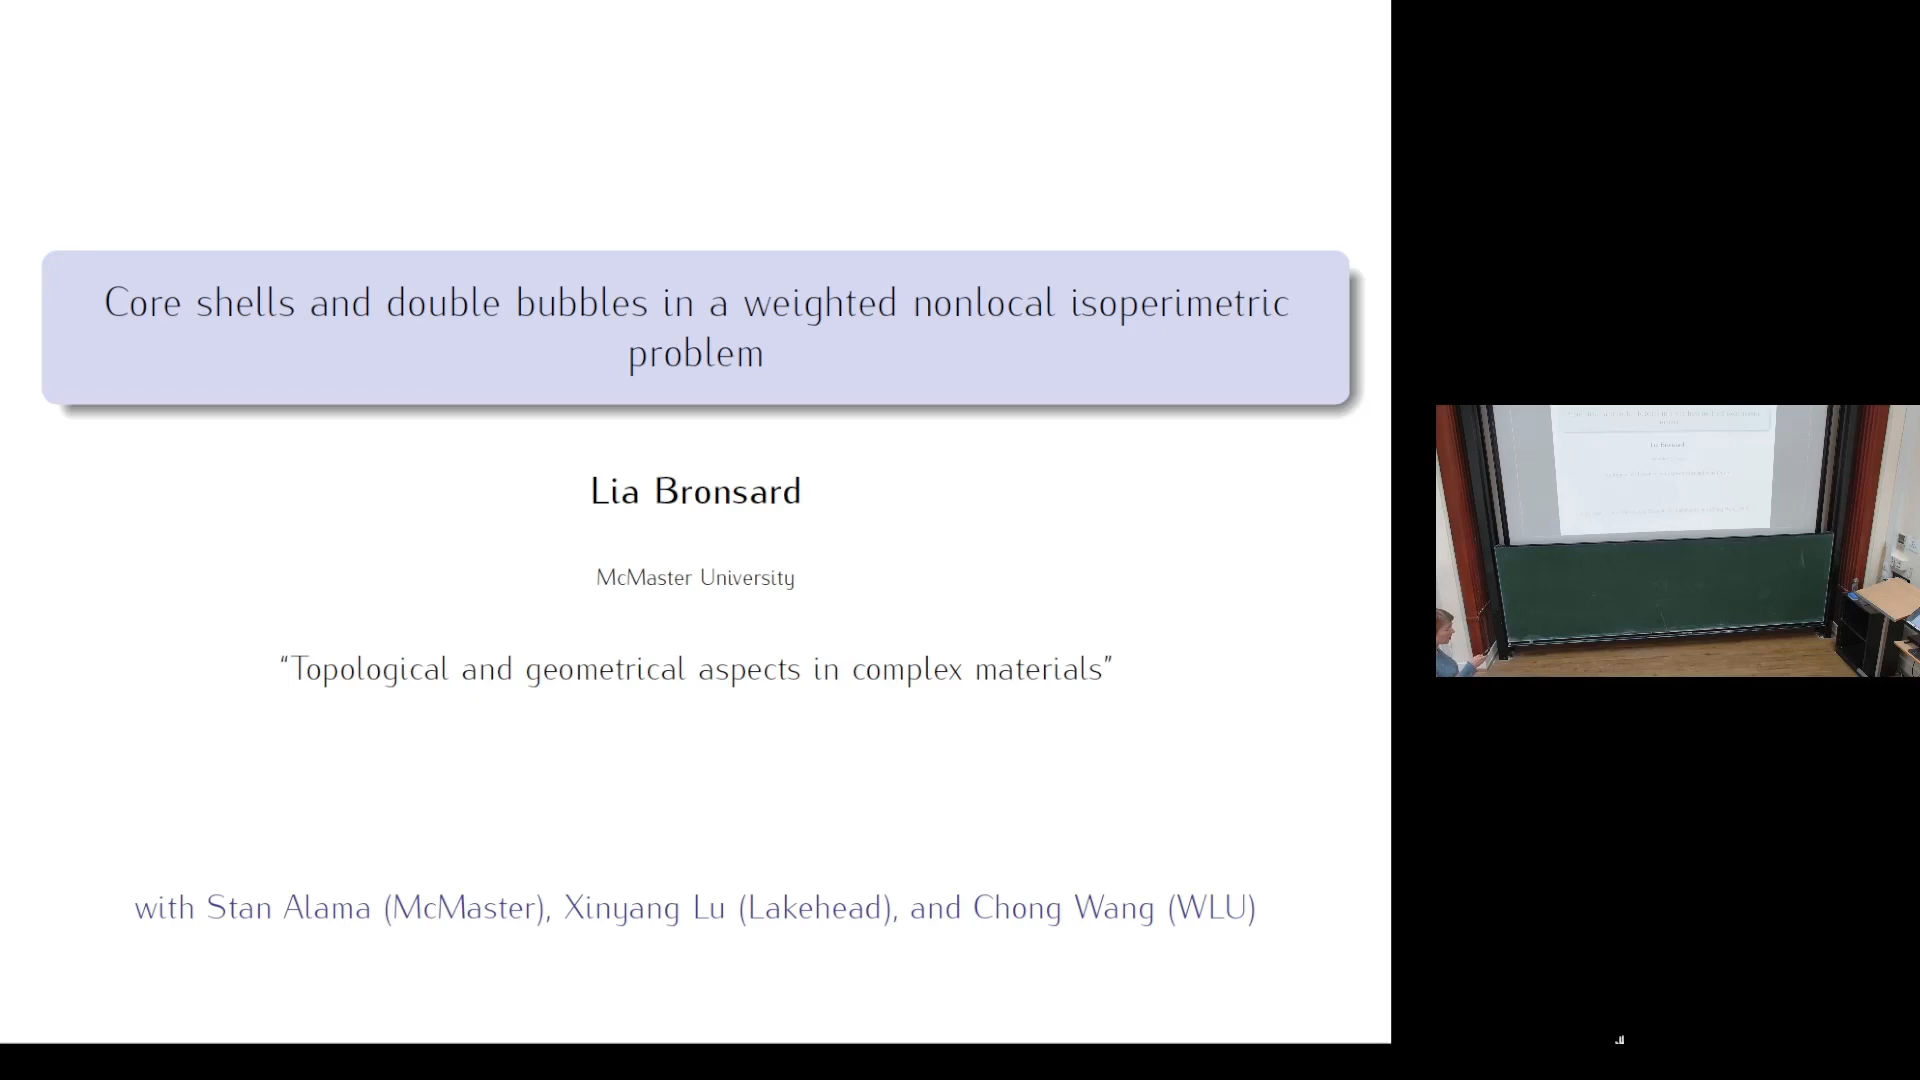 Core shells and double bubbles in a weighted nonlocal isoperimetric
problem
Lia Bronsard
McMaster University
“Topological and geometrical aspects in complex materials”
with Stan Alama (McMaster), Xinyang Lu (Lakehead), and Chong Wang (WLU)